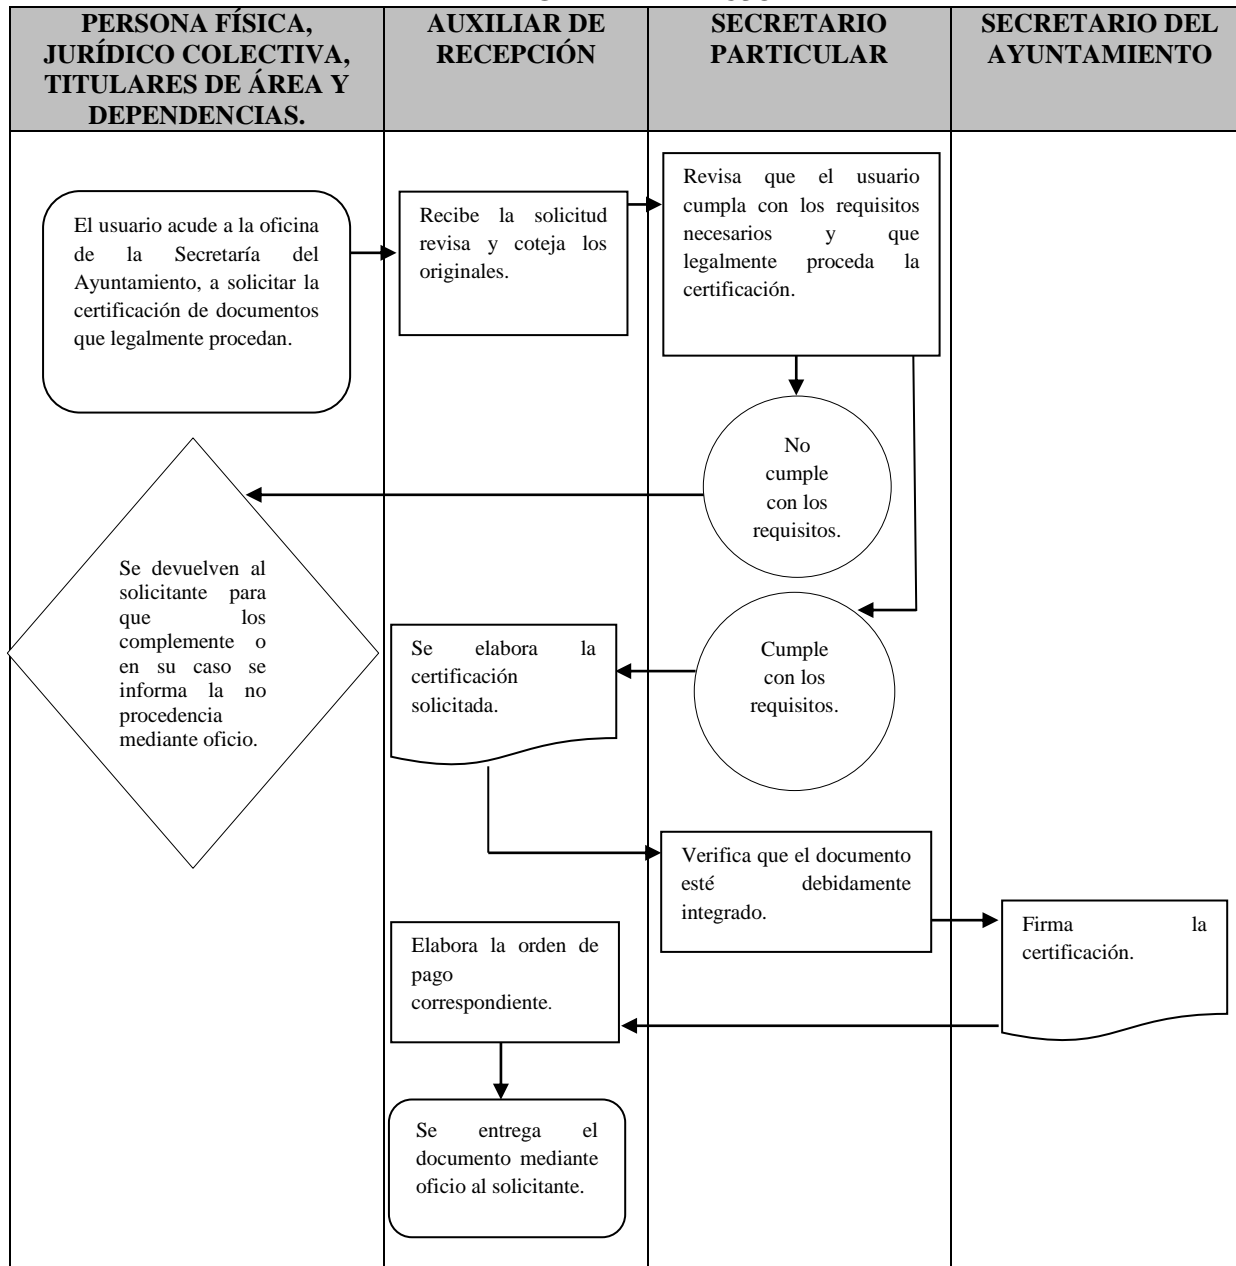 PERSONA FÍSICA,
JURÍDICO COLECTIVA,
TITULARES DE ÁREA Y
DEPENDENCIAS.
AUXILIAR DE
RECEPCIÓN
SECRETARIO
PARTICULAR
SECRETARIO DEL
AYUNTAMIENTO
El usuario acude a la oficina
de la Secretaría del
Ayuntamiento, a solicitar la
certificación de documentos
que legalmente procedan.
Recibe la solicitud
revisa y coteja los
originales.
Revisa que el usuario
cumpla con los requisitos
necesarios y que
legalmente proceda la
certificación.
No
cumple
con los
requisitos.
Se devuelven al
solicitante para
que los
complemente o
en su caso se
informa la no
procedencia
mediante oficio.
Cumple
con los
requisitos.
Se elabora la
certificación
solicitada.
Verifica que el documento
esté debidamente
integrado.
Firma la
certificación.
Elabora la orden de
pago
correspondiente.
Se entrega el
documento mediante
oficio al solicitante.